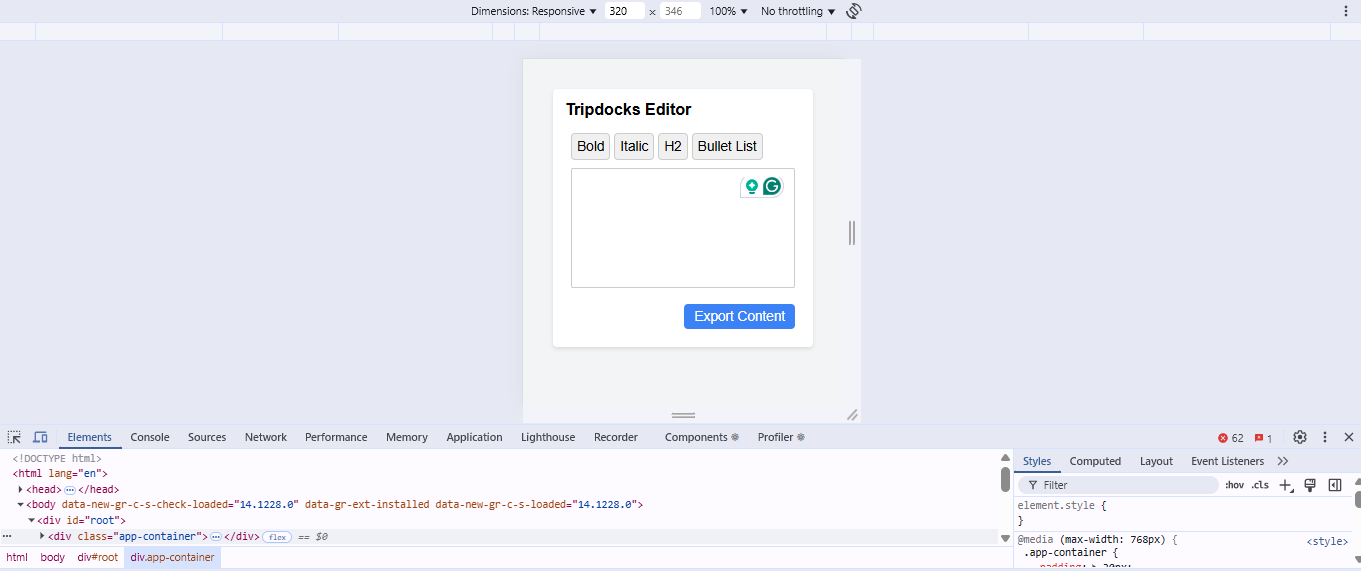 Dimensions: Responsive ▼ 320 × 346 100% ▼ No throttling ▼
Tripdocks Editor
Bold Italic H2 Bullet List
Export Content
Elements Console Sources Network Performance Memory Application Lighthouse Recorder Components Profiler 62 1
<!DOCTYPE html>
<html lang="en">
<head> … </head>
<body data-new-gr-c-s-check-loaded="14.1228.0" data-gr-ext-installed data-new-gr-c-s-loaded="14.1228.0">
<div id="root">
… <div class="app-container"> … </div> flex == $0
html body div#root div.app-container
Styles Computed Layout Event Listeners »
Filter :hov .cls +
element.style {
}
@media (max-width: 768px) { <style>
.app-container {
padding: 20px;